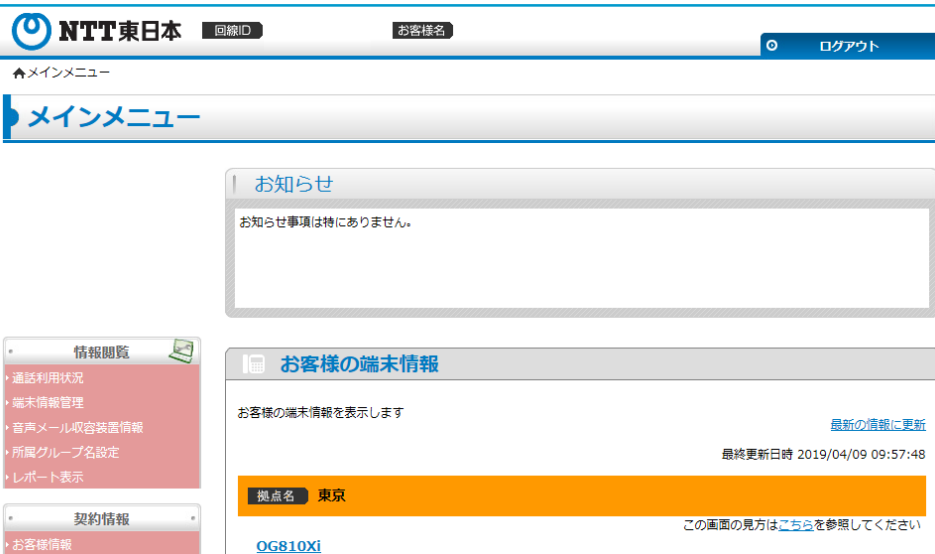 NTT東日本 回線ID お客様名
ログアウト
メインメニュー
メインメニュー
お知らせ
お知らせ事項は特にありません。
情報閲覧
通話利用状況
端末情報管理
音声メール収容装置情報
所属グループ名設定
レポート表示
契約情報
お客様情報
お客様の端末情報
お客様の端末情報を表示します
最新の情報に更新
最終更新日時 2019/04/09 09:57:48
拠点名 東京
この画面の見方はこちらを参照してください
OG810Xi